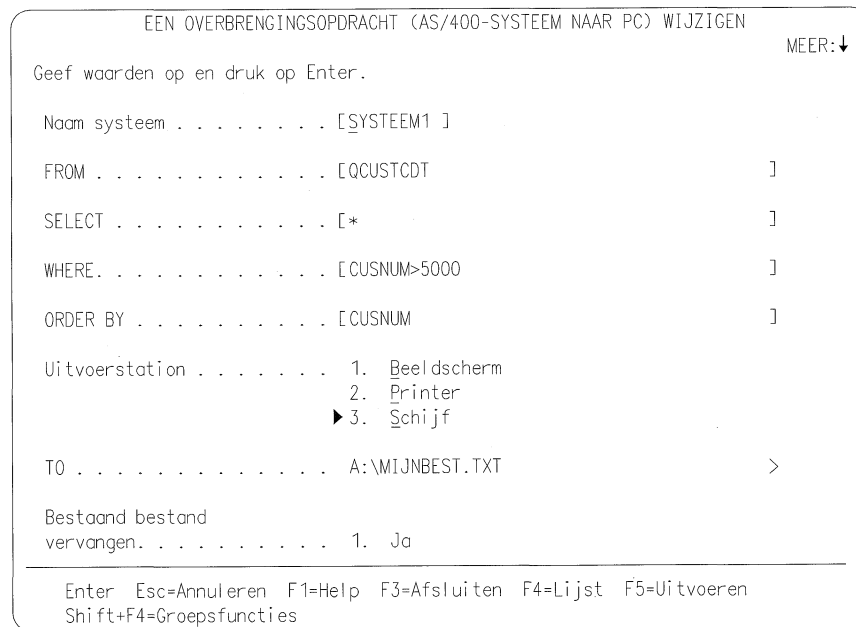 EEN OVERBRENGINGSOPDRACHT (AS/400-SYSTEEM NAAR PC) WIJZIGEN
MEER:↓
Geef waarden op en druk op Enter.
Naam systeem . . . . . . . . [SYSTEEM1 ]
FROM . . . . . . . . . . . . [QCUSTCDT ]
SELECT . . . . . . . . . . . [* ]
WHERE. . . . . . . . . . . . [CUSNUM>5000 ]
ORDER BY . . . . . . . . . . [CUSNUM ]
Uitvoerstation . . . . . . . 1. Beeldscherm
2. Printer
▶3. Schijf
TO . . . . . . . . . . . . . A:\MIJNBEST.TXT >
Bestaand bestand
vervangen. . . . . . . . . . 1. Ja
Enter Esc=Annuleren F1=Help F3=Afsluiten F4=Lijst F5=Uitvoeren
Shift+F4=Groepsfuncties